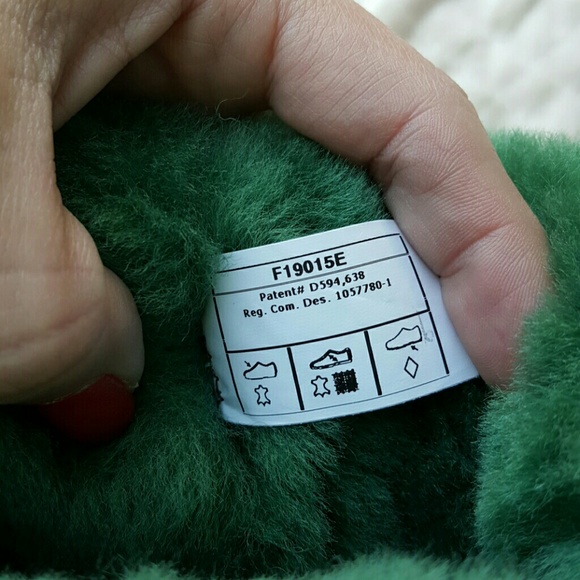 F19015E
Patent# D594,638
Reg. Com. Des. 1057780-1